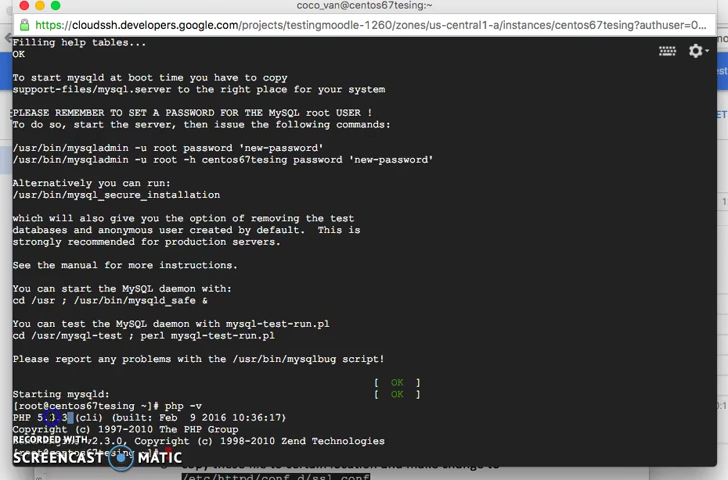 coco_van@centos67tesing:~
https://cloudssh.developers.google.com/projects/testingmoodle-1260/zones/us-central1-a/instances/centos67tesing?authuser=0...
Filling help tables...
OK
To start mysqld at boot time you have to copy
support-files/mysql.server to the right place for your system
PLEASE REMEMBER TO SET A PASSWORD FOR THE MySQL root USER !
To do so, start the server, then issue the following commands:
/usr/bin/mysqladmin -u root password 'new-password'
/usr/bin/mysqladmin -u root -h centos67tesing password 'new-password'
Alternatively you can run:
/usr/bin/mysql_secure_installation
which will also give you the option of removing the test
databases and anonymous user created by default.  This is
strongly recommended for production servers.
See the manual for more instructions.
You can start the MySQL daemon with:
cd /usr ; /usr/bin/mysqld_safe &
You can test the MySQL daemon with mysql-test-run.pl
cd /usr/mysql-test ; perl mysql-test-run.pl
Please report any problems with the /usr/bin/mysqlbug script!
[  OK  ]
Starting mysqld: [  OK  ]
[root@centos67tesing ~]# php -v
PHP 5.3.3 (cli) (built: Feb  9 2016 10:36:17)
Copyright (c) 1997-2010 The PHP Group
v2.3.0, Copyright (c) 1998-2010 Zend Technologies
RECORDED WITH
SCREENCAST MATIC
/etc/httpd/conf.d/ssl.conf